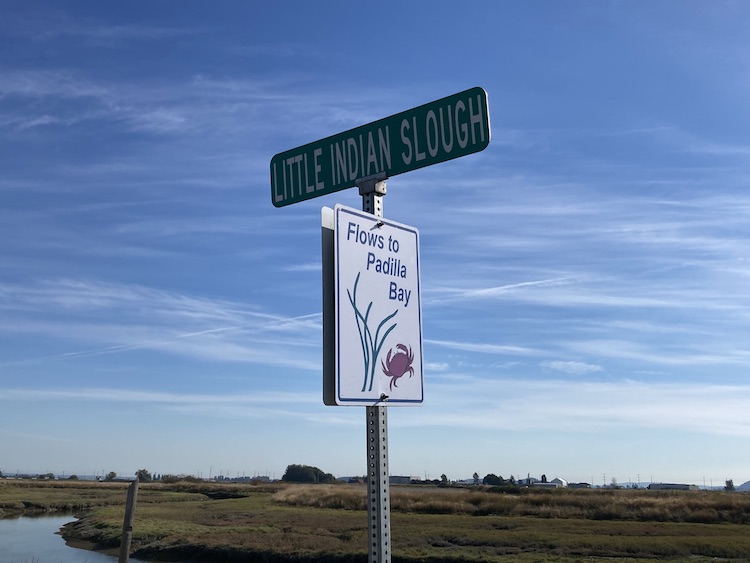 LITTLE INDIAN SLOUGH
Flows to
Padilla
Bay